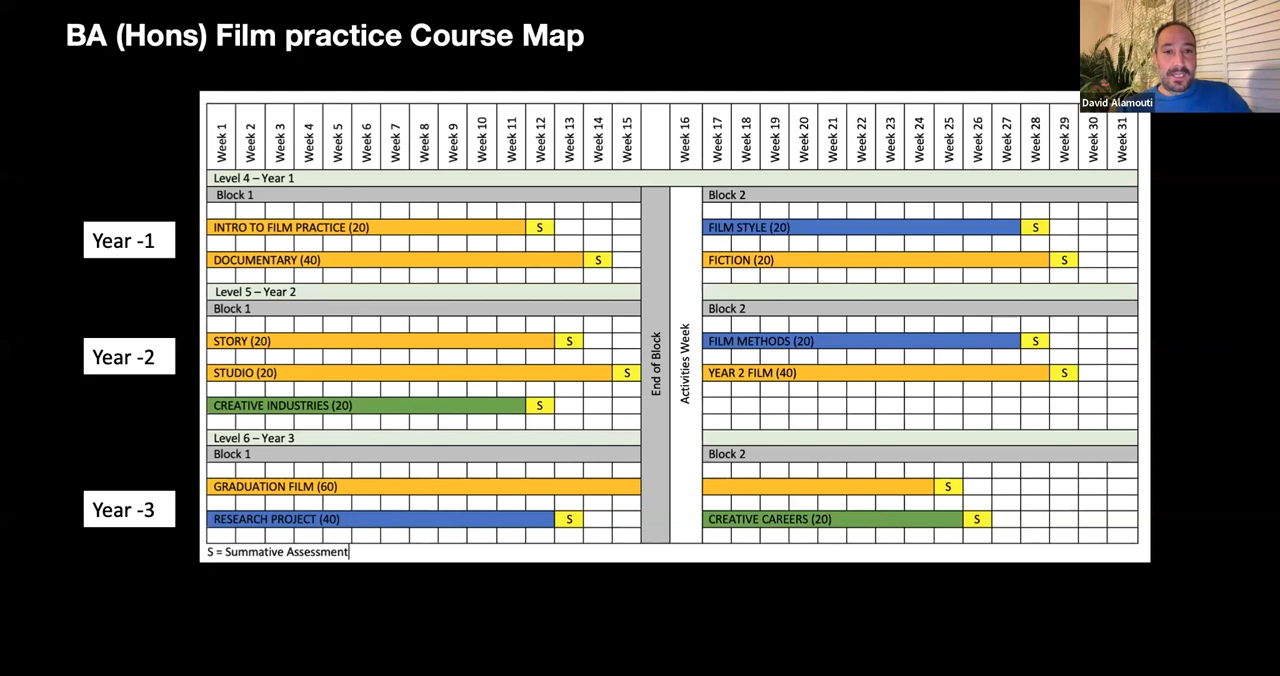 BA (Hons) Film practice Course Map
David Alamouti
Week 1 Week 2 Week 3 Week 4 Week 5 Week 6 Week 7 Week 8 Week 9 Week 10 Week 11 Week 12 Week 13 Week 14 Week 15 Week 16 Week 17 Week 18 Week 19 Week 20 Week 21 Week 22 Week 23 Week 24 Week 25 Week 26 Week 27 Week 28 Week 29 Week 30 Week 31
Level 4 – Year 1
Block 1 Block 2
Year -1
INTRO TO FILM PRACTICE (20) S FILM STYLE (20) S
DOCUMENTARY (40) S FICTION (20) S
Level 5 – Year 2
Block 1 Block 2
End of Block
Activities Week
Year -2
STORY (20) S FILM METHODS (20) S
STUDIO (20) S YEAR 2 FILM (40) S
CREATIVE INDUSTRIES (20) S
Level 6 – Year 3
Block 1 Block 2
Year -3
GRADUATION FILM (60) S
RESEARCH PROJECT (40) S CREATIVE CAREERS (20) S
S = Summative Assessment